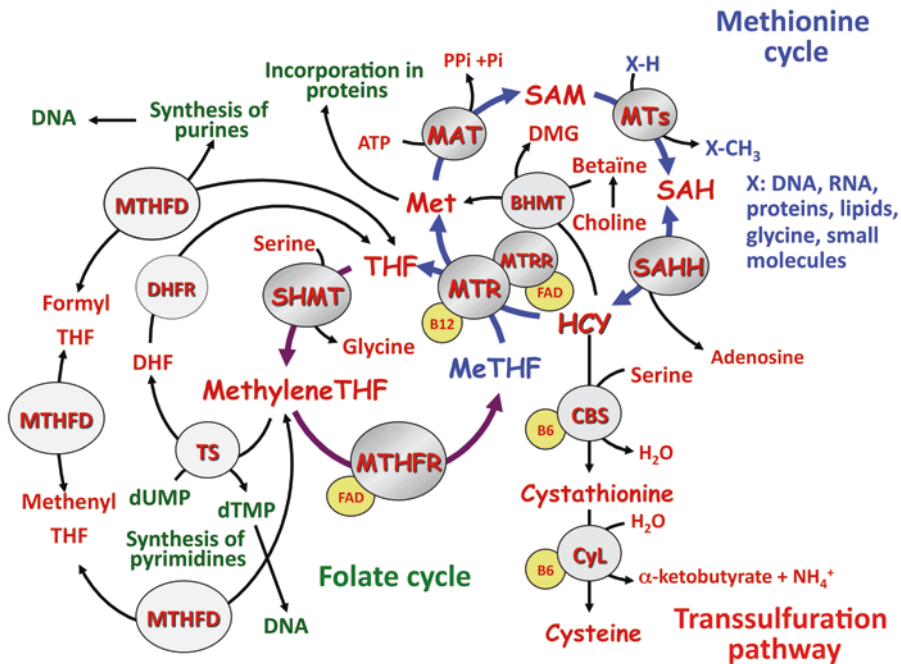 Methionine
cycle
PPi +Pi
X-H
Incorporation in
proteins
SAM
MTs
DNA
Synthesis of
purines
ATP
MAT
DMG
X-CH₃
Betaïne
SAH
X: DNA, RNA,
proteins, lipids,
glycine, small
molecules
MTHFD
Met
BHMT
Choline
Serine
THF
MTRR
SAHH
DHFR
SHMT
MTR
FAD
Formyl
THF
B12
HCY
Glycine
DHF
MeTHF
Adenosine
MethyleneTHF
Serine
MTHFD
CBS
B6
TS
MTHFR
H₂O
FAD
Methenyl
THF
dUMP
dTMP
Cystathionine
Synthesis of
pyrimidines
H₂O
CyL
B6
Folate cycle
α-ketobutyrate + NH₄⁺
MTHFD
DNA
Cysteine
Transsulfuration
pathway